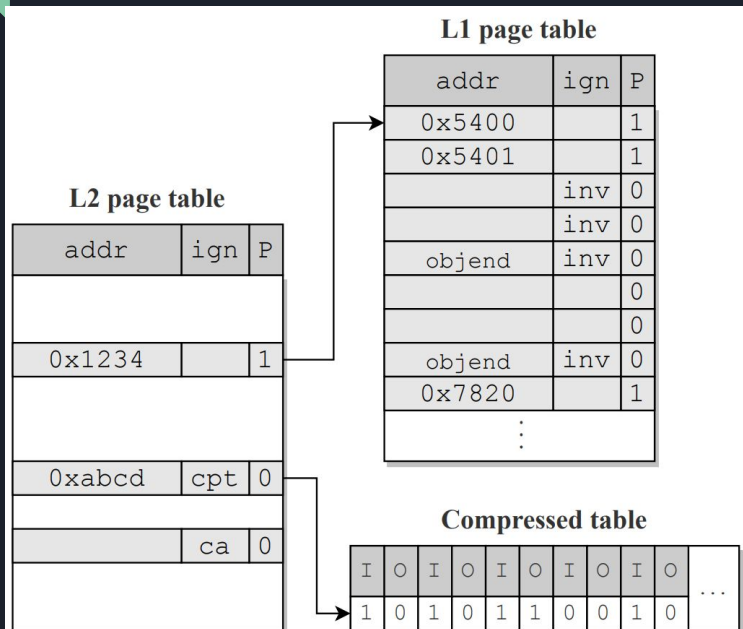 L1 page table
addr ign P
0x5400 1
0x5401 1
inv 0
inv 0
objend inv 0
0
0
objend inv 0
0x7820 1
⋮
L2 page table
addr ign P
0x1234 1
0xabcd cpt 0
ca 0
Compressed table
I O I O I O I O I O ...
1 0 1 0 1 1 0 0 1 0